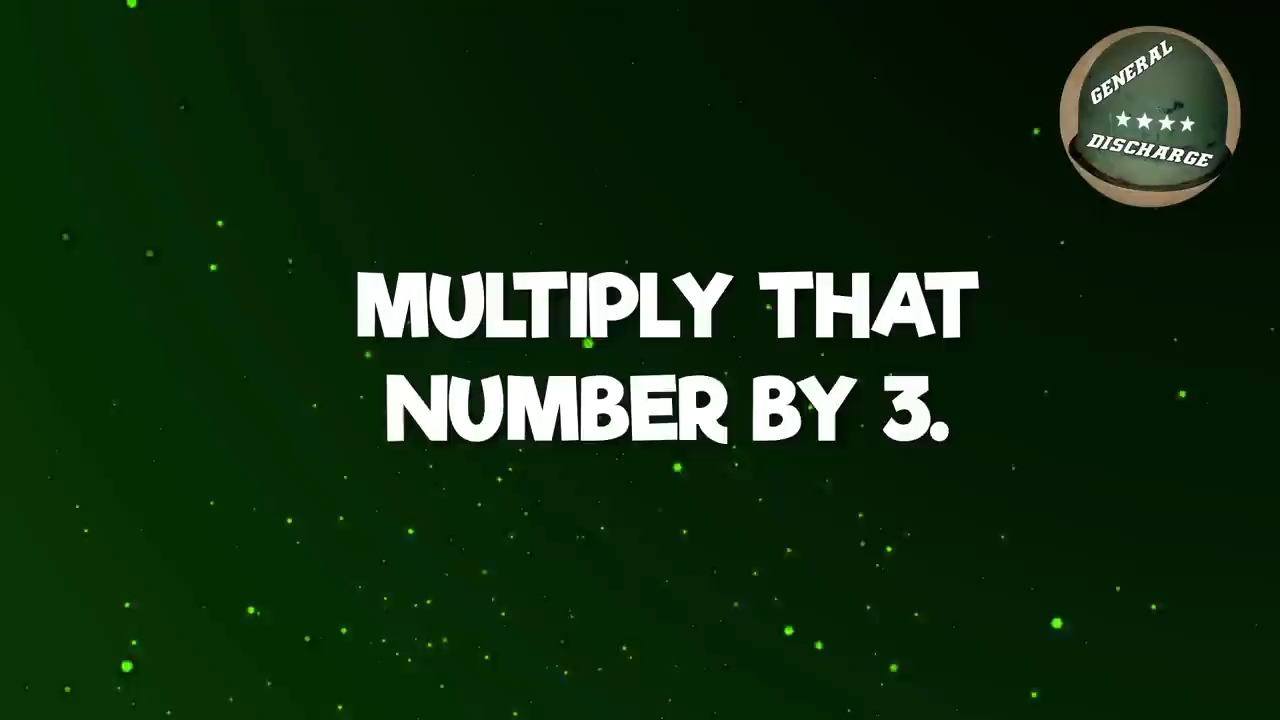 GENERAL
DISCHARGE
MULTIPLY THAT
NUMBER BY 3.